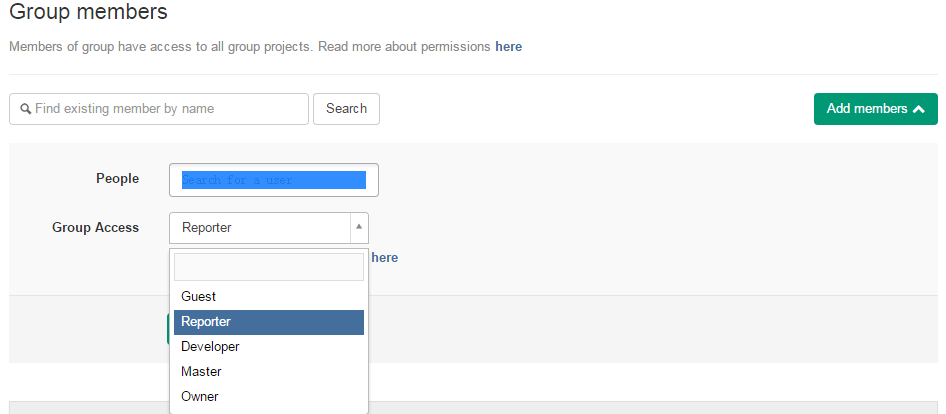 Group members
Members of group have access to all group projects. Read more about permissions here
Find existing member by name
Search
Add members
People
Search for a user
Group Access
Reporter
here
Guest
Reporter
Developer
Master
Owner